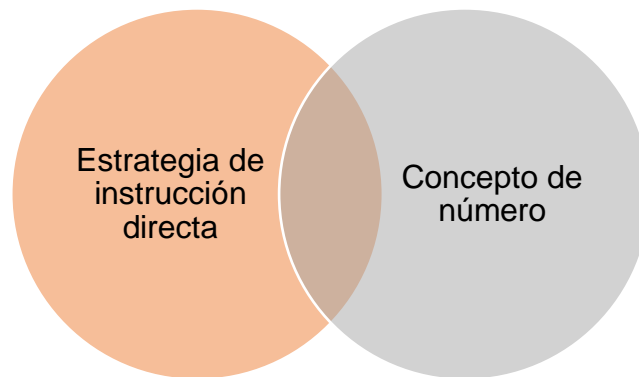 Estrategia de
instrucción
directa
Concepto de
número